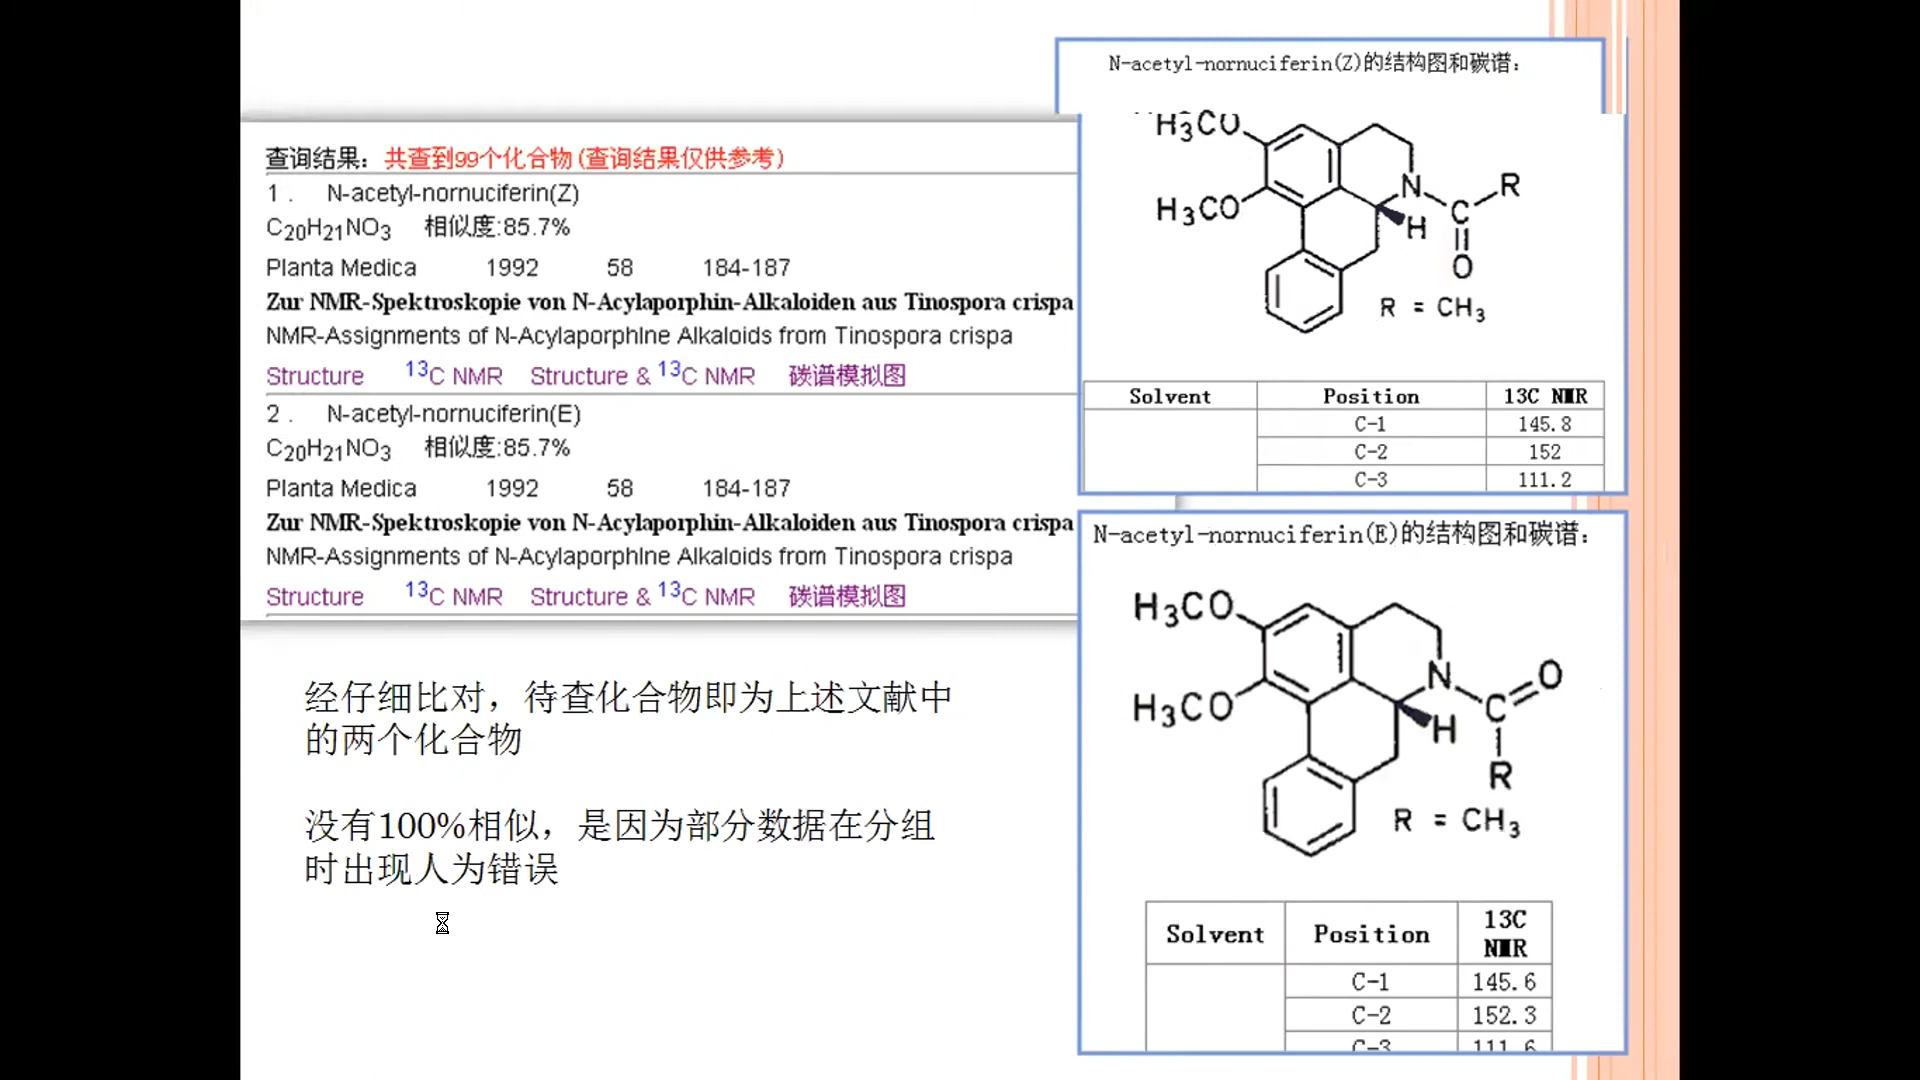 查询结果：共查到99个化合物(查询结果仅供参考)
1. N-acetyl-nornuciferin(Z)
C20H21NO3 相似度:85.7%
Planta Medica 1992 58 184-187
Zur NMR-Spektroskopie von N-Acylaporphin-Alkaloiden aus Tinospora crispa
NMR-Assignments of N-Acylaporphine Alkaloids from Tinospora crispa
Structure 13C NMR Structure & 13C NMR 碳谱模拟图
2. N-acetyl-nornuciferin(E)
C20H21NO3 相似度:85.7%
Planta Medica 1992 58 184-187
Zur NMR-Spektroskopie von N-Acylaporphin-Alkaloiden aus Tinospora crispa
NMR-Assignments of N-Acylaporphine Alkaloids from Tinospora crispa
Structure 13C NMR Structure & 13C NMR 碳谱模拟图
经仔细比对，待查化合物即为上述文献中
的两个化合物
没有100%相似，是因为部分数据在分组
时出现人为错误
N-acetyl-nornuciferin(Z)的结构图和碳谱：
H3CO
N R
H3CO C
H
O
R = CH3
Solvent Position 13C NMR
C-1 145.8
C-2 152
C-3 111.2
N-acetyl-nornuciferin(E)的结构图和碳谱：
H3CO
N O
H3CO C
H
R
R = CH3
Solvent Position 13C NMR
C-1 145.6
C-2 152.3
C-3 111.6